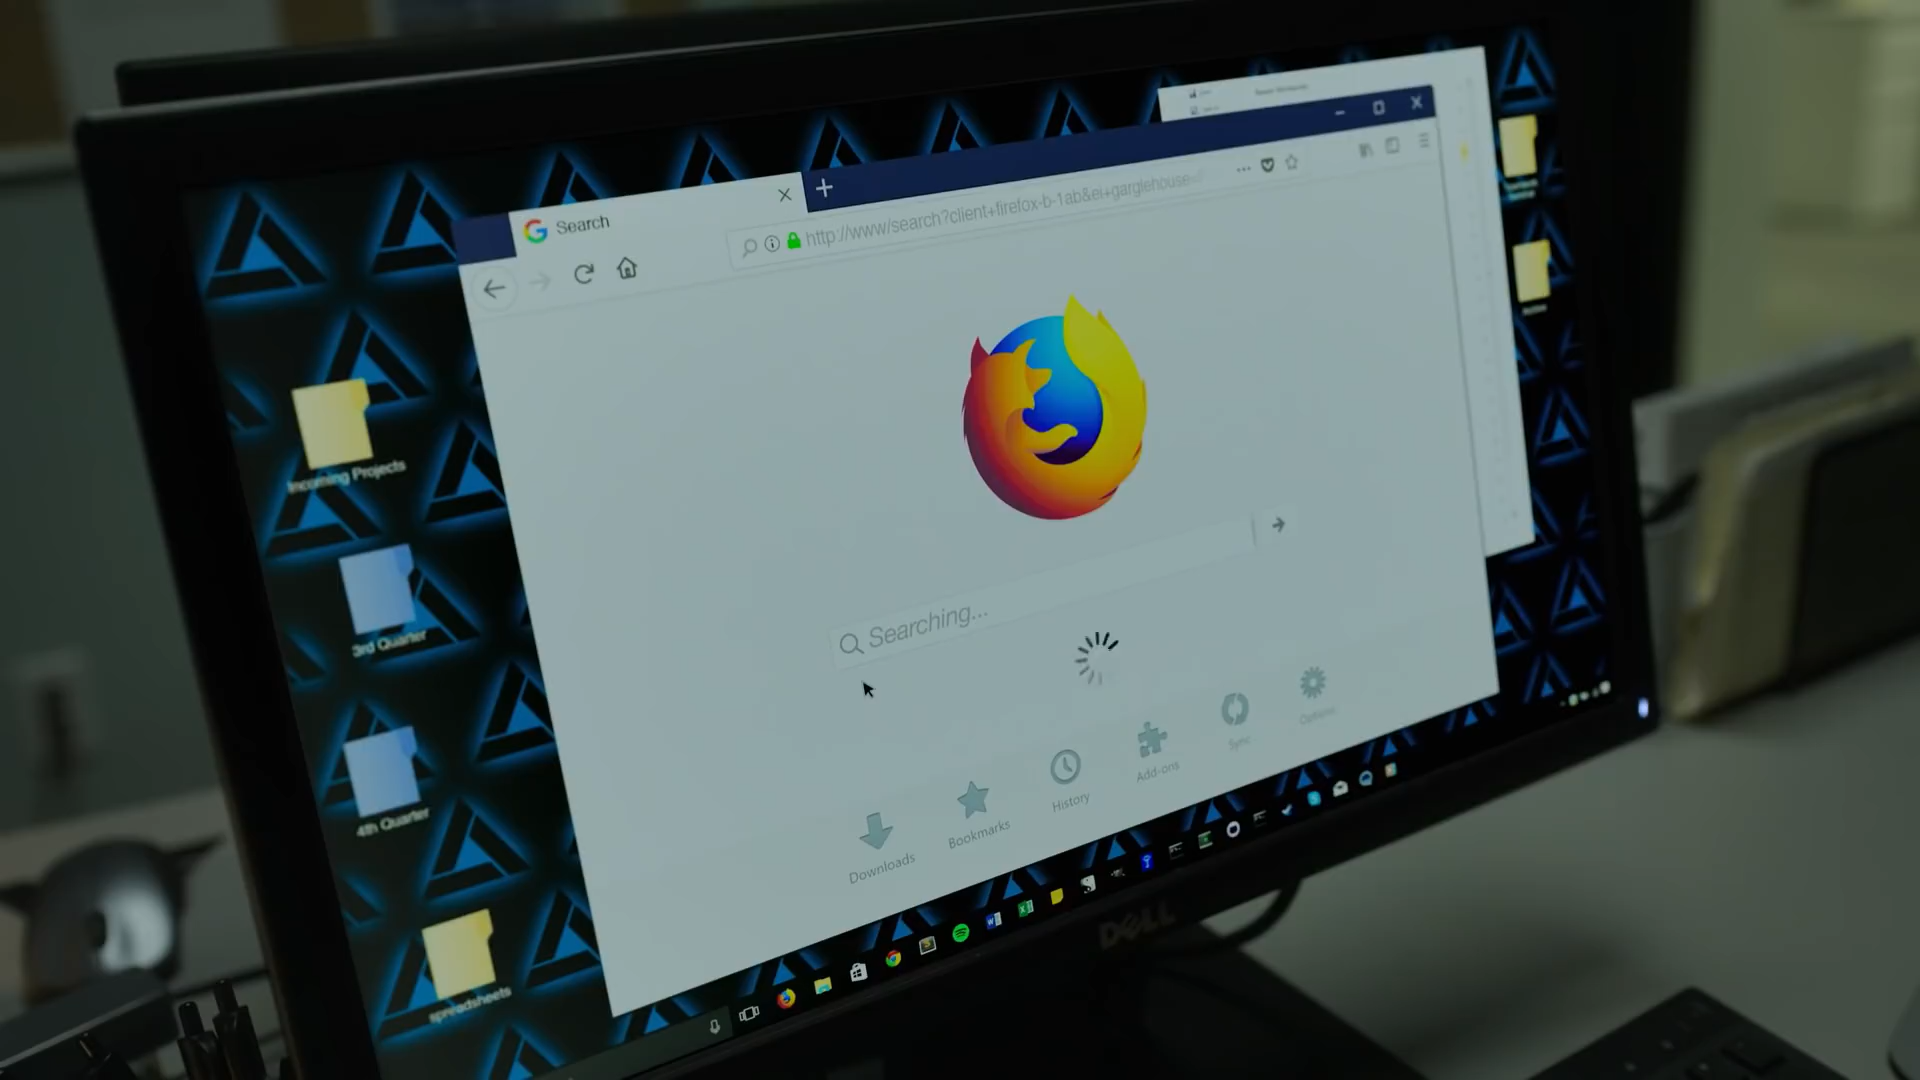 Search
http://www/search?client+firefox-b-1ab&ei+garglehouse
Searching...
Downloads
Bookmarks
History
Add-ons
Sync
Options
Incoming Projects
3rd Quarter
4th Quarter
spreadsheets
DELL